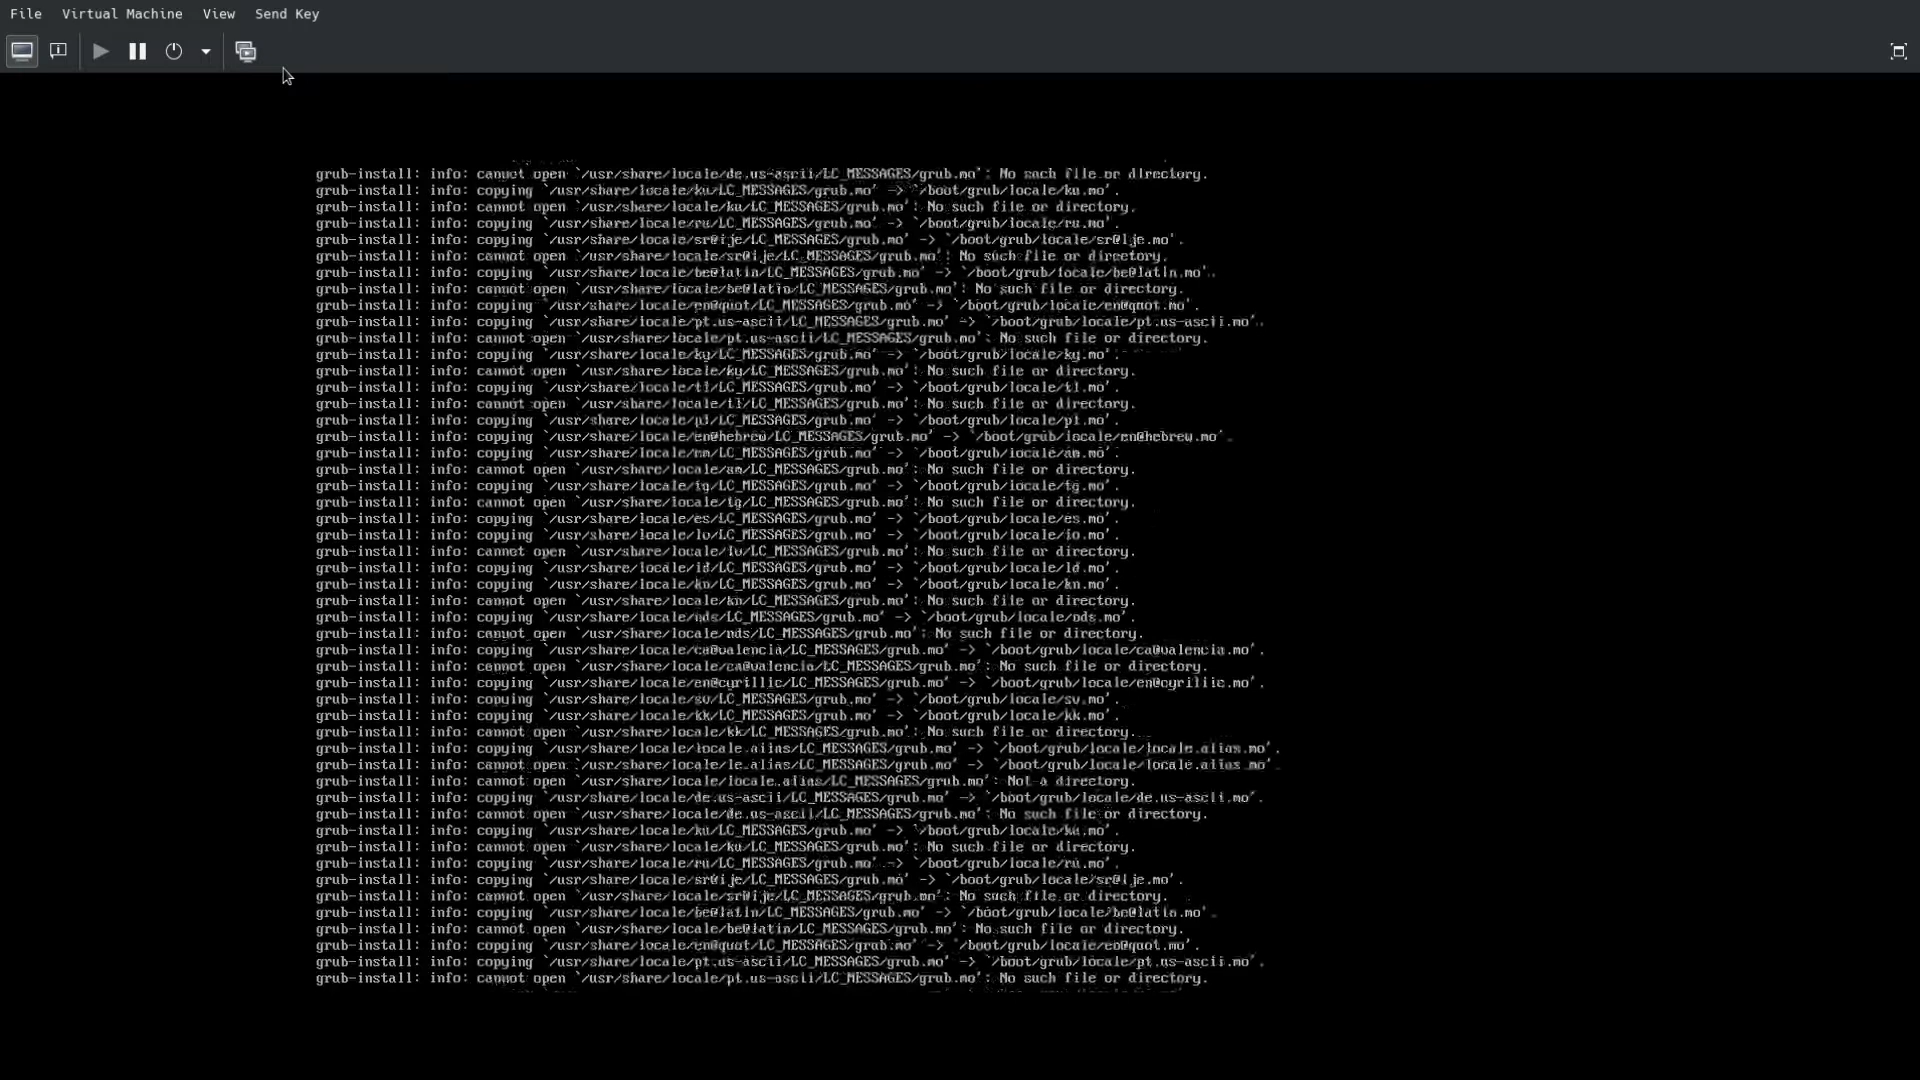 File Virtual Machine View Send Key
grub-install: info: cannot open `/usr/share/locale/de.us-ascii/LC_MESSAGES/grub.mo': No such file or directory.
grub-install: info: copying `/usr/share/locale/ku/LC_MESSAGES/grub.mo' -> `/boot/grub/locale/ku.mo'.
grub-install: info: cannot open `/usr/share/locale/ku/LC_MESSAGES/grub.mo': No such file or directory.
grub-install: info: copying `/usr/share/locale/ru/LC_MESSAGES/grub.mo' -> `/boot/grub/locale/ru.mo'.
grub-install: info: copying `/usr/share/locale/sr@ije/LC_MESSAGES/grub.mo' -> `/boot/grub/locale/sr@ije.mo'.
grub-install: info: cannot open `/usr/share/locale/sr@ije/LC_MESSAGES/grub.mo': No such file or directory.
grub-install: info: copying `/usr/share/locale/be@latin/LC_MESSAGES/grub.mo' -> `/boot/grub/locale/be@latin.mo'.
grub-install: info: cannot open `/usr/share/locale/be@latin/LC_MESSAGES/grub.mo': No such file or directory.
grub-install: info: copying `/usr/share/locale/en@quot/LC_MESSAGES/grub.mo' -> `/boot/grub/locale/en@quot.mo'.
grub-install: info: copying `/usr/share/locale/pt.us-ascii/LC_MESSAGES/grub.mo' -> `/boot/grub/locale/pt.us-ascii.mo'.
grub-install: info: cannot open `/usr/share/locale/pt.us-ascii/LC_MESSAGES/grub.mo': No such file or directory.
grub-install: info: copying `/usr/share/locale/ky/LC_MESSAGES/grub.mo' -> `/boot/grub/locale/ky.mo'.
grub-install: info: cannot open `/usr/share/locale/ky/LC_MESSAGES/grub.mo': No such file or directory.
grub-install: info: copying `/usr/share/locale/tl/LC_MESSAGES/grub.mo' -> `/boot/grub/locale/tl.mo'.
grub-install: info: cannot open `/usr/share/locale/tl/LC_MESSAGES/grub.mo': No such file or directory.
grub-install: info: copying `/usr/share/locale/pl/LC_MESSAGES/grub.mo' -> `/boot/grub/locale/pl.mo'.
grub-install: info: copying `/usr/share/locale/en@hebrew/LC_MESSAGES/grub.mo' -> `/boot/grub/locale/en@hebrew.mo'.
grub-install: info: copying `/usr/share/locale/am/LC_MESSAGES/grub.mo' -> `/boot/grub/locale/am.mo'.
grub-install: info: cannot open `/usr/share/locale/am/LC_MESSAGES/grub.mo': No such file or directory.
grub-install: info: copying `/usr/share/locale/tg/LC_MESSAGES/grub.mo' -> `/boot/grub/locale/tg.mo'.
grub-install: info: cannot open `/usr/share/locale/tg/LC_MESSAGES/grub.mo': No such file or directory.
grub-install: info: copying `/usr/share/locale/es/LC_MESSAGES/grub.mo' -> `/boot/grub/locale/es.mo'.
grub-install: info: copying
grub-install: info: cannot open
grub-install: info: copying `/usr/share/locale/id/LC_MESSAGES/grub.mo' -> `/boot/grub/locale/id.mo'.
grub-install: info: copying `/usr/share/locale/kn/LC_MESSAGES/grub.mo' -> `/boot/grub/locale/kn.mo'.
grub-install: info: cannot open `/usr/share/locale/kn/LC_MESSAGES/grub.mo': No such file or directory.
grub-install: info: copying `/usr/share/locale/nds/LC_MESSAGES/grub.mo' -> `/boot/grub/locale/nds.mo'.
grub-install: info: cannot open `/usr/share/locale/nds/LC_MESSAGES/grub.mo': No such file or directory.
grub-install: info: copying `/usr/share/locale/ca@valencia/LC_MESSAGES/grub.mo' -> `/boot/grub/locale/ca@valencia.mo'.
grub-install: info: cannot open `/usr/share/locale/ca@valencia/LC_MESSAGES/grub.mo': No such file or directory.
grub-install: info: copying `/usr/share/locale/en@cyrillic/LC_MESSAGES/grub.mo' -> `/boot/grub/locale/en@cyrillic.mo'.
grub-install: info: copying `/usr/share/locale/sv/LC_MESSAGES/grub.mo' -> `/boot/grub/locale/sv.mo'.
grub-install: info: copying `/usr/share/locale/kk/LC_MESSAGES/grub.mo' -> `/boot/grub/locale/kk.mo'.
grub-install: info: cannot open `/usr/share/locale/kk/LC_MESSAGES/grub.mo': No such file or directory.
grub-install: info: copying `/usr/share/locale/locale.alias/LC_MESSAGES/grub.mo' -> `/boot/grub/locale/locale.alias.mo'.
grub-install: info: cannot open `/usr/share/locale/le.alias/LC_MESSAGES/grub.mo' -> `/boot/grub/locale/locale.alias.mo'.
grub-install: info: cannot open `/usr/share/locale/locale.alias/LC_MESSAGES/grub.mo': Not a directory.
grub-install: info: copying `/usr/share/locale/de.us-ascii/LC_MESSAGES/grub.mo' -> `/boot/grub/locale/de.us-ascii.mo'.
grub-install: info: cannot open `/usr/share/locale/de.us-ascii/LC_MESSAGES/grub.mo': No such file or directory.
grub-install: info: copying `/usr/share/locale/ku/LC_MESSAGES/grub.mo' -> `/boot/grub/locale/ku.mo'.
grub-install: info: cannot open `/usr/share/locale/ku/LC_MESSAGES/grub.mo': No such file or directory.
grub-install: info: copying `/usr/share/locale/ru/LC_MESSAGES/grub.mo' -> `/boot/grub/locale/ru.mo'.
grub-install: info: copying `/usr/share/locale/sr@ije/LC_MESSAGES/grub.mo' -> `/boot/grub/locale/sr@ije.mo'.
grub-install: info: cannot open `/usr/share/locale/sr@ije/LC_MESSAGES/grub.mo': No such file or directory.
grub-install: info: copying `/usr/share/locale/be@latin/LC_MESSAGES/grub.mo' -> `/boot/grub/locale/be@latin.mo'.
grub-install: info: cannot open `/usr/share/locale/be@latin/LC_MESSAGES/grub.mo': No such file or directory.
grub-install: info: copying `/usr/share/locale/en@quot/LC_MESSAGES/grub.mo' -> `/boot/grub/locale/en@quot.mo'.
grub-install: info: copying `/usr/share/locale/pt.us-ascii/LC_MESSAGES/grub.mo' -> `/boot/grub/locale/pt.us-ascii.mo'.
grub-install: info: cannot open `/usr/share/locale/pt.us-ascii/LC_MESSAGES/grub.mo': No such file or directory.